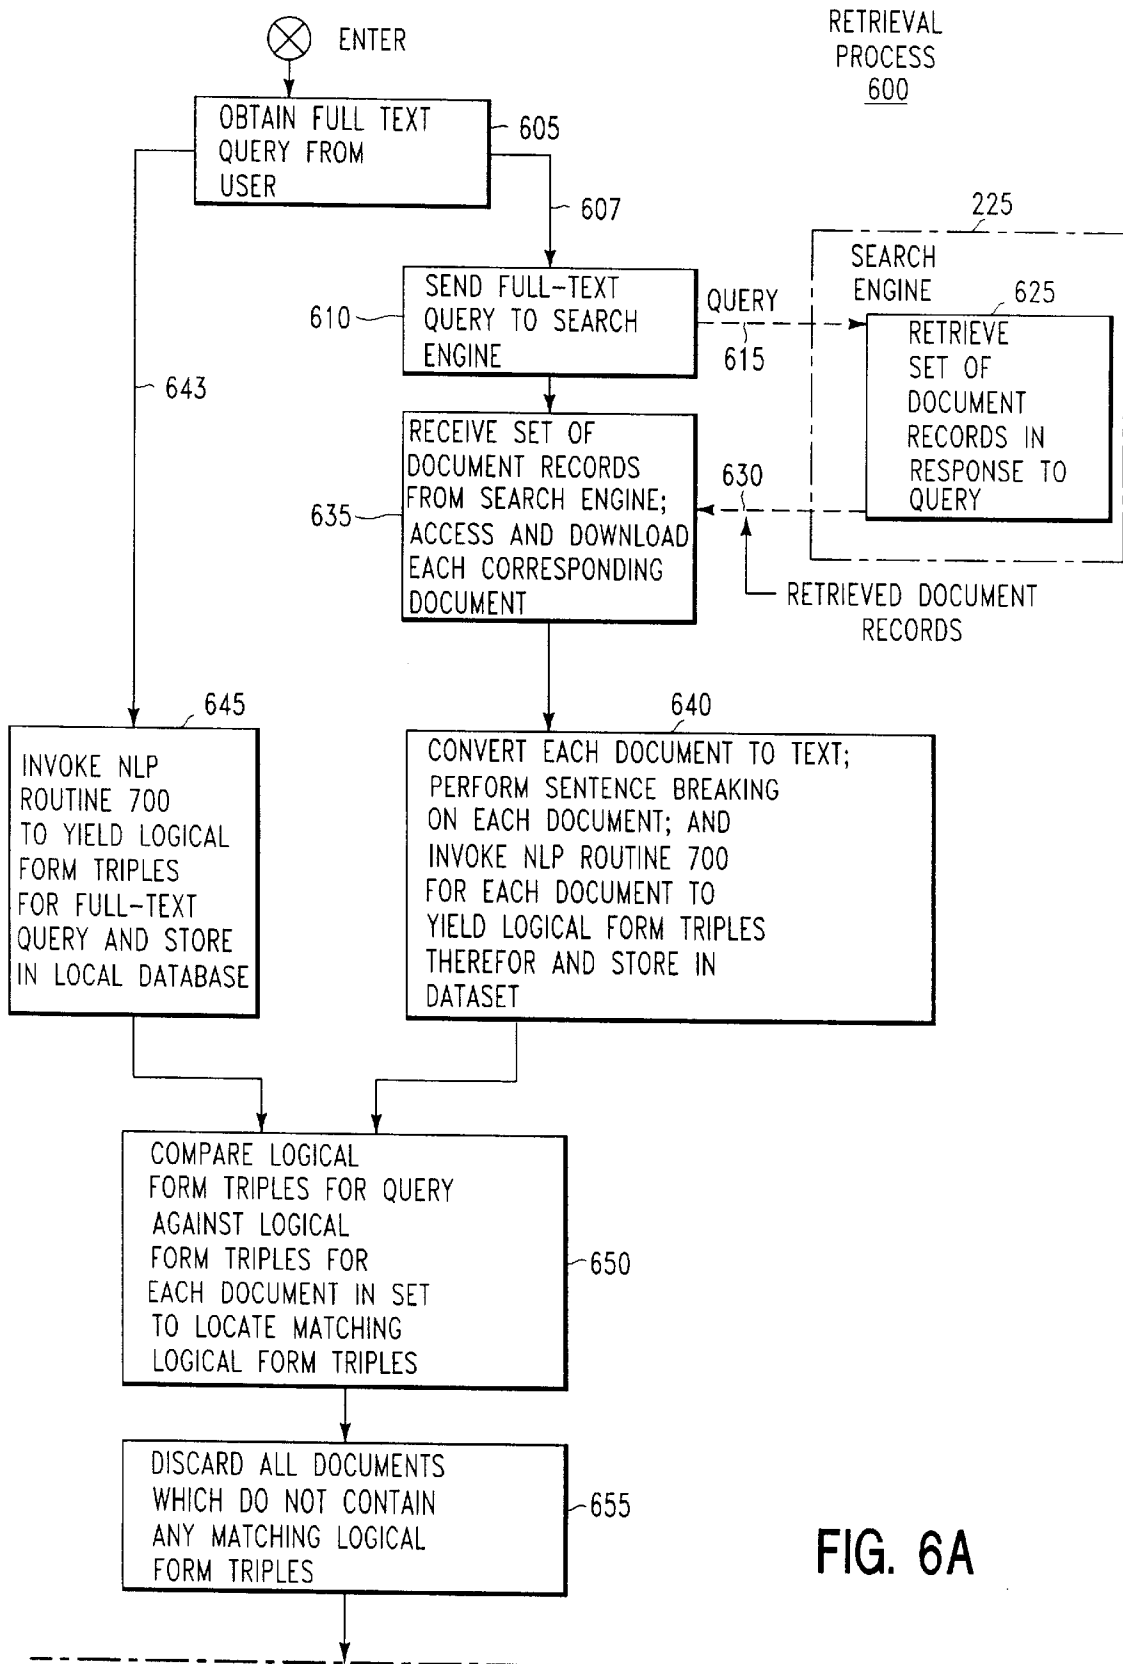 ENTER
RETRIEVAL
PROCESS
600
OBTAIN FULL TEXT
QUERY FROM
USER
605
607
643
SEND FULL-TEXT
QUERY TO SEARCH
ENGINE
610
QUERY
615
225
SEARCH
ENGINE
625
RETRIEVE
SET OF
DOCUMENT
RECORDS IN
RESPONSE TO
QUERY
RECEIVE SET OF
DOCUMENT RECORDS
FROM SEARCH ENGINE;
ACCESS AND DOWNLOAD
EACH CORRESPONDING
DOCUMENT
635
630
RETRIEVED DOCUMENT
RECORDS
645
INVOKE NLP
ROUTINE 700
TO YIELD LOGICAL
FORM TRIPLES
FOR FULL-TEXT
QUERY AND STORE
IN LOCAL DATABASE
640
CONVERT EACH DOCUMENT TO TEXT;
PERFORM SENTENCE BREAKING
ON EACH DOCUMENT; AND
INVOKE NLP ROUTINE 700
FOR EACH DOCUMENT TO
YIELD LOGICAL FORM TRIPLES
THEREFOR AND STORE IN
DATASET
COMPARE LOGICAL
FORM TRIPLES FOR QUERY
AGAINST LOGICAL
FORM TRIPLES FOR
EACH DOCUMENT IN SET
TO LOCATE MATCHING
LOGICAL FORM TRIPLES
650
DISCARD ALL DOCUMENTS
WHICH DO NOT CONTAIN
ANY MATCHING LOGICAL
FORM TRIPLES
655
FIG. 6A